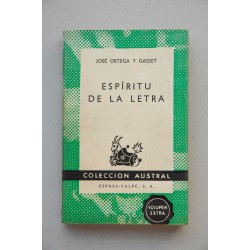 JOSÉ ORTEGA Y GASSET
ESPÍRITU
DE LA LETRA
COLECCION AUSTRAL
ESPASA-CALPE, S. A.
VOLUMEN
EXTRA